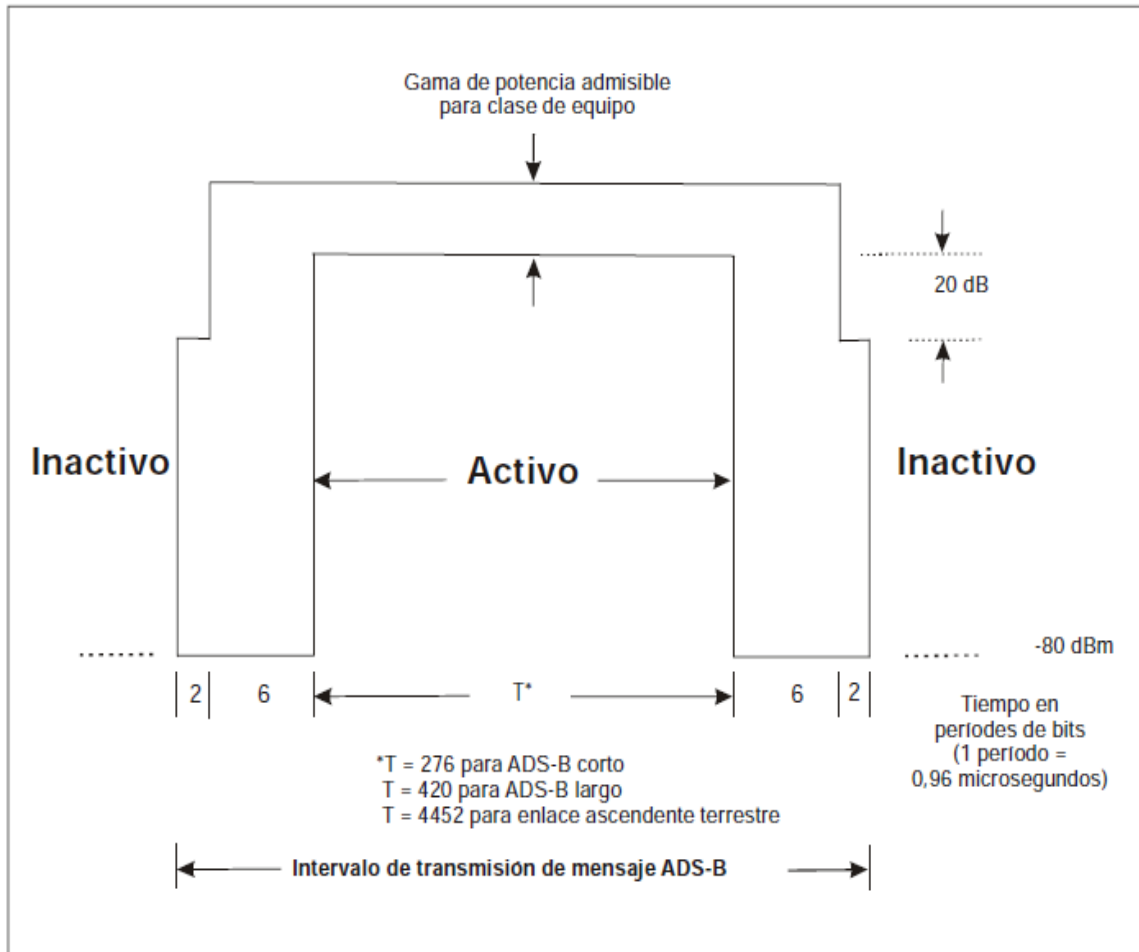 Gama de potencia admisible
para clase de equipo
20 dB
Inactivo
Activo
Inactivo
-80 dBm
2
6
T*
6
2
Tiempo en
períodes de bits
(1 período =
0,96 microsegundos)
*T = 276 para ADS-B corto
T = 420 para ADS-B largo
T = 4452 para enlace ascendente terrestre
Intervalo de transmisión de mensaje ADS-B